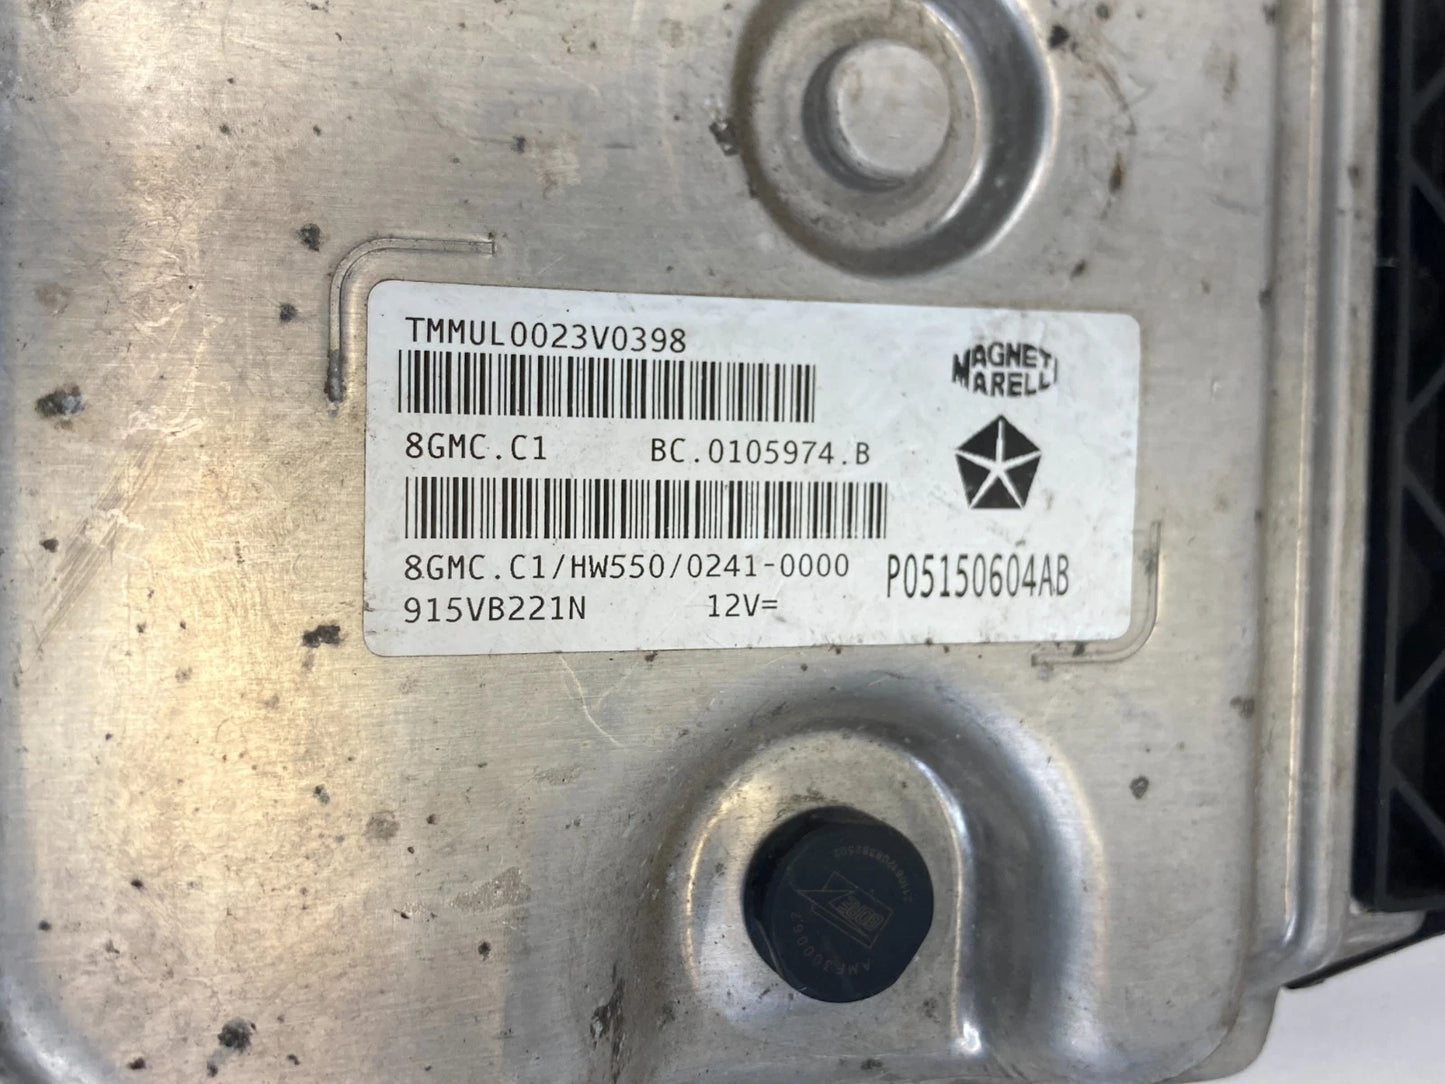 TMMUL0023V0398
MAGNETI
MARELLI
8GMC.C1 BC.0105974.B
8GMC.C1/HW550/0241-0000
P05150604AB
915VB221N 12V=